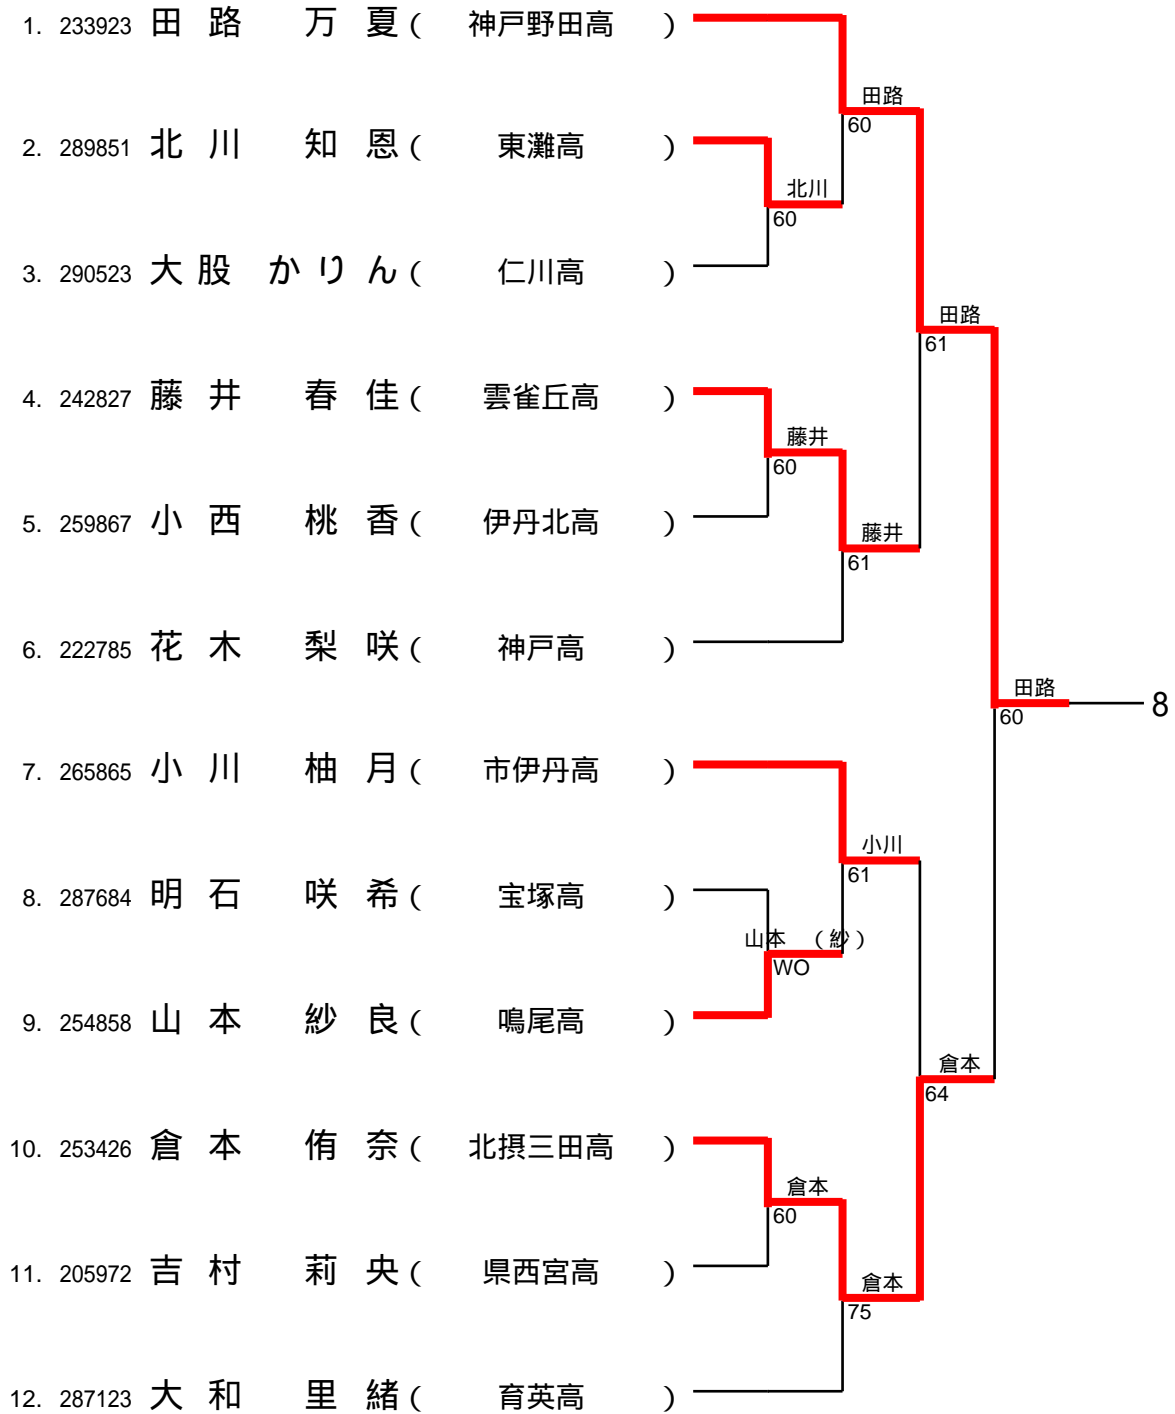 1. 233923 田 路 万 夏 ( 神戸野田高 )
田路
60
2. 289851 北 川 知 恩 ( 東灘高 )
北川
60
3. 290523 大 股 か り ん ( 仁川高 )
田路
61
4. 242827 藤 井 春 佳 ( 雲雀丘高 )
藤井
60
5. 259867 小 西 桃 香 ( 伊丹北高 )
藤井
61
6. 222785 花 木 梨 咲 ( 神戸高 )
田路
60
8
7. 265865 小 川 柚 月 ( 市伊丹高 )
小川
61
8. 287684 明 石 咲 希 ( 宝塚高 )
山本 (紗)
WO
9. 254858 山 本 紗 良 ( 鳴尾高 )
倉本
64
10. 253426 倉 本 侑 奈 ( 北摂三田高 )
倉本
60
11. 205972 吉 村 莉 央 ( 県西宮高 )
倉本
75
12. 287123 大 和 里 緒 ( 育英高 )